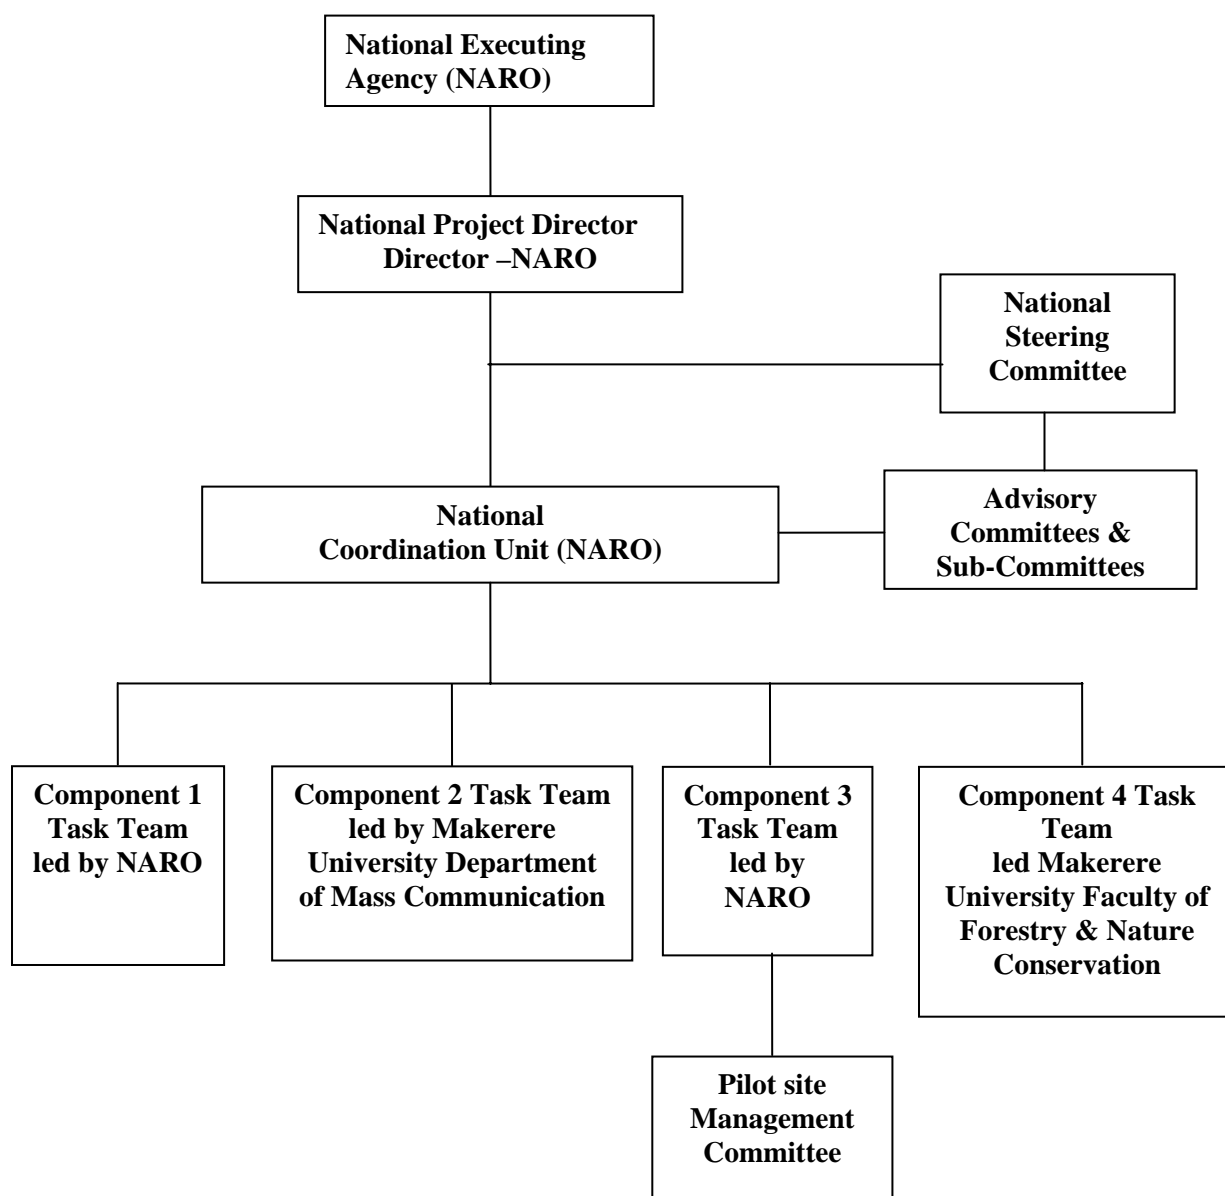 National Executing
Agency (NARO)
National Project Director
Director –NARO
National
Steering
Committee
National
Coordination Unit (NARO)
Advisory
Committees &
Sub-Committees
Component 1
Task Team
led by NARO
Component 2 Task Team
led by Makerere
University Department
of Mass Communication
Component 3
Task Team
led by
NARO
Component 4 Task
Team
led Makerere
University Faculty of
Forestry & Nature
Conservation
Pilot site
Management
Committee